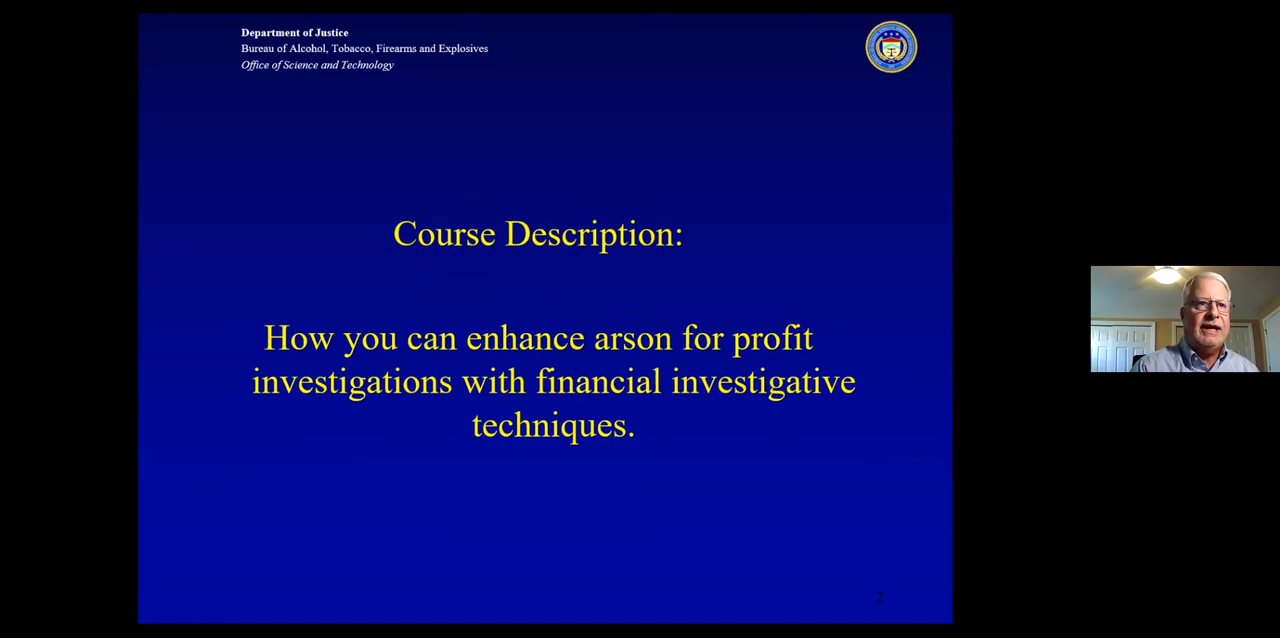 Department of Justice
Bureau of Alcohol, Tobacco, Firearms and Explosives
Office of Science and Technology
Course Description:
How you can enhance arson for profit
investigations with financial investigative
techniques.
2